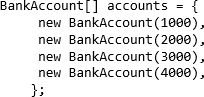 BankAccount[] accounts = {
new BankAccount(1000),
new BankAccount(2000),
new BankAccount(3000),
new BankAccount(4000),
};